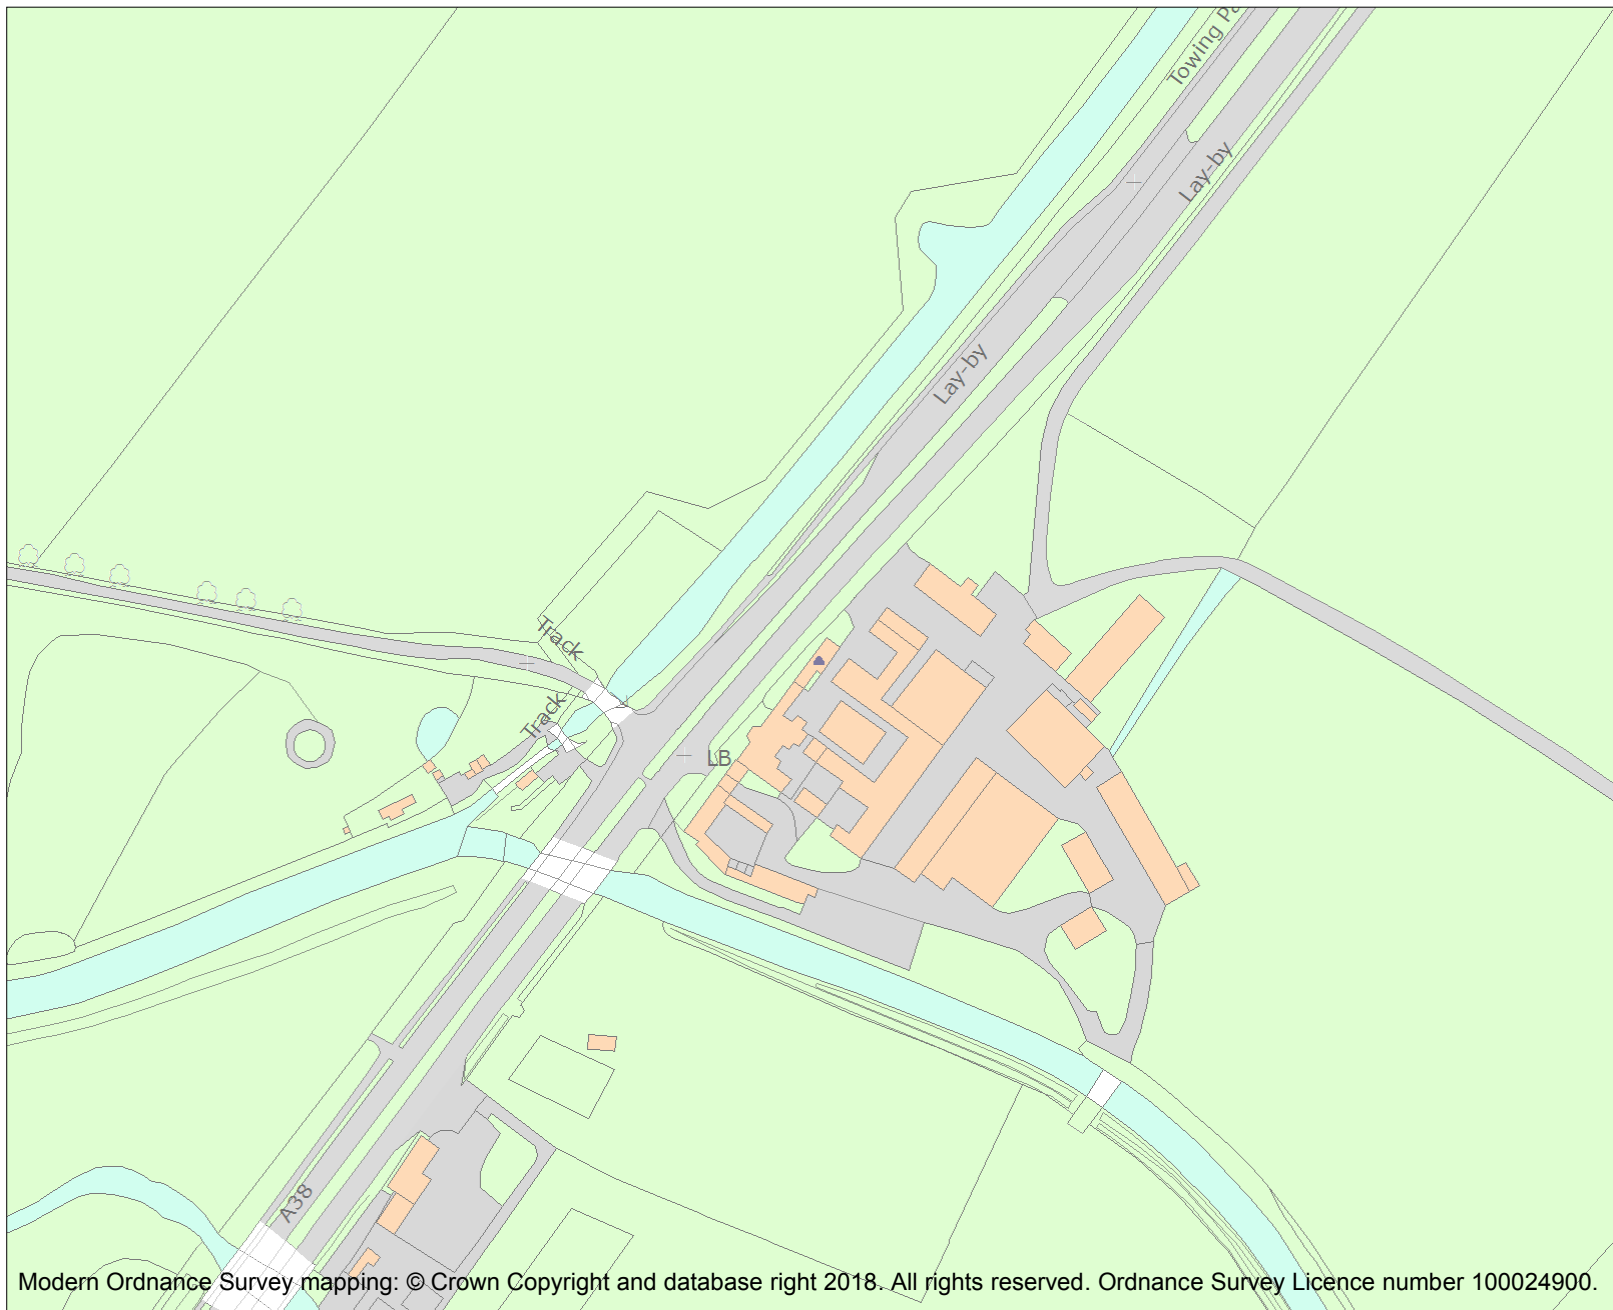 Towing Pa
Lay-by
Lay-by
Track
Track
LB
A38
Modern Ordnance Survey mapping: © Crown Copyright and database right 2018. All rights reserved. Ordnance Survey Licence number 100024900.